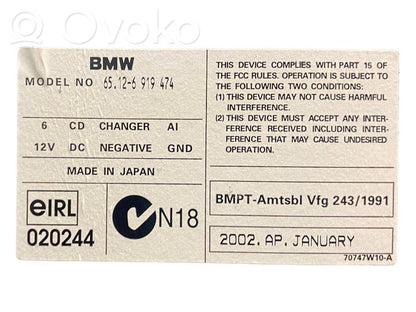 Ovoko
BMW
MODEL NO 65.12-6 919 474
6 CD CHANGER AI
12V DC NEGATIVE GND
MADE IN JAPAN
eIRL
020244
N18
THIS DEVICE COMPLIES WITH PART 15 OF
THE FCC RULES. OPERATION IS SUBJECT TO
THE FOLLOWING TWO CONDITIONS:
(1) THIS DEVICE MAY NOT CAUSE HARMFUL
INTERFERENCE, AND
(2) THIS DEVICE MUST ACCEPT ANY INTER-
FERENCE RECEIVED INCLUDING INTER-
FERENCE THAT MAY CAUSE UNDESIRED
OPERATION.
BMPT-Amtsbl Vfg 243/1991
2002. AP. JANUARY
70747W10-A